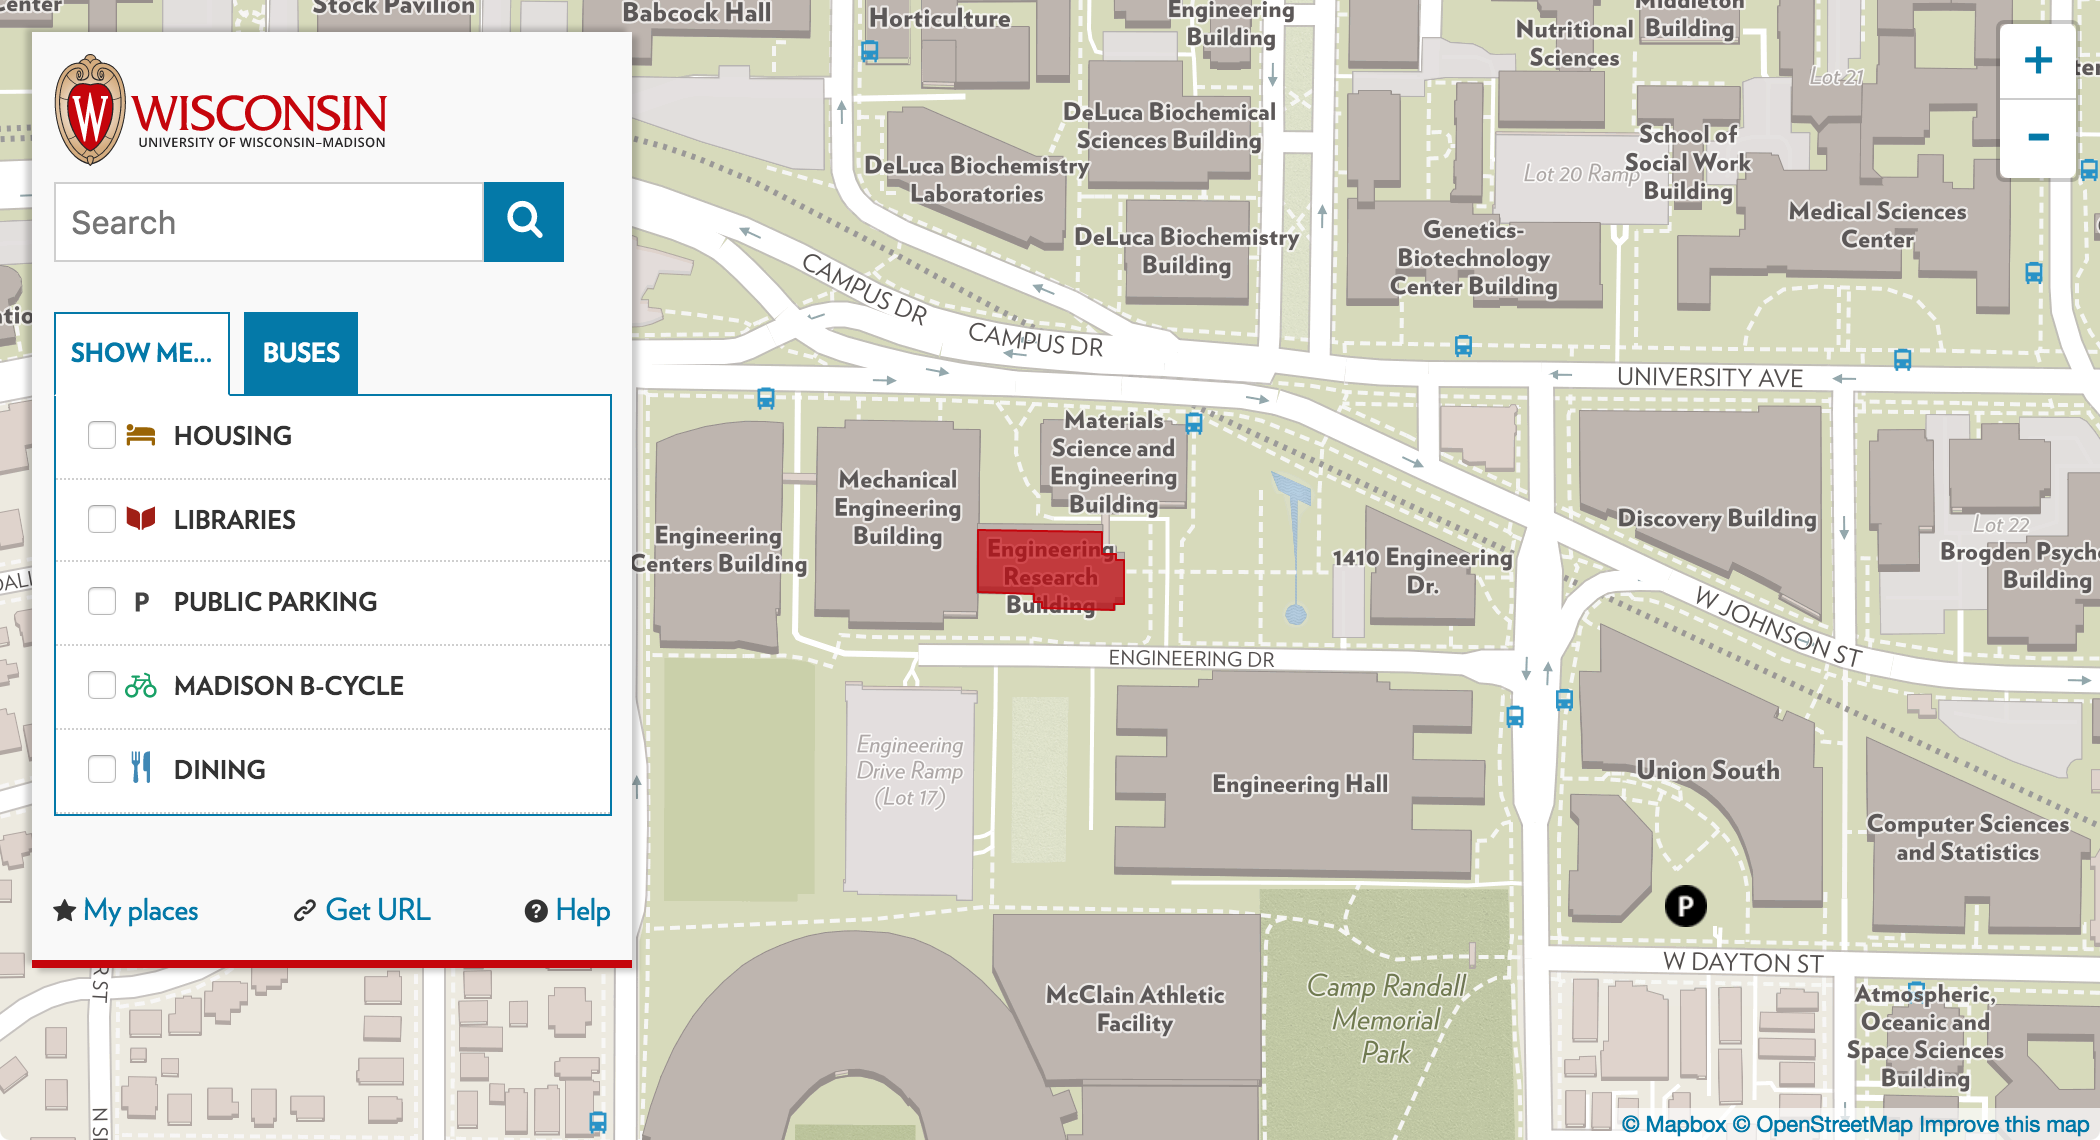 WISCONSIN
UNIVERSITY OF WISCONSIN–MADISON
Search
SHOW ME...
BUSES
HOUSING
LIBRARIES
P PUBLIC PARKING
MADISON B-CYCLE
DINING
My places
Get URL
Help
Stock Pavilion
Babcock Hall
Horticulture
Engineering
Building
Nutritional
Sciences
Middleton
Building
Lot 21
+
-
DeLuca Biochemical
Sciences Building
DeLuca Biochemistry
Laboratories
DeLuca Biochemistry
Building
Lot 20 Ramp
School of
Social Work
Building
Medical Sciences
Center
Genetics-
Biotechnology
Center Building
CAMPUS DR
CAMPUS DR
UNIVERSITY AVE
Materials
Science and
Engineering
Building
Mechanical
Engineering
Building
Engineering
Centers Building
Engineering
Research
Building
1410 Engineering
Dr.
Discovery Building
Lot 22
Brogden Psych
Building
W JOHNSON ST
ENGINEERING DR
Engineering
Drive Ramp
(Lot 17)
Engineering Hall
Union South
Computer Sciences
and Statistics
P
W DAYTON ST
McClain Athletic
Facility
Camp Randall
Memorial
Park
Atmospheric,
Oceanic and
Space Sciences
Building
© Mapbox © OpenStreetMap Improve this map